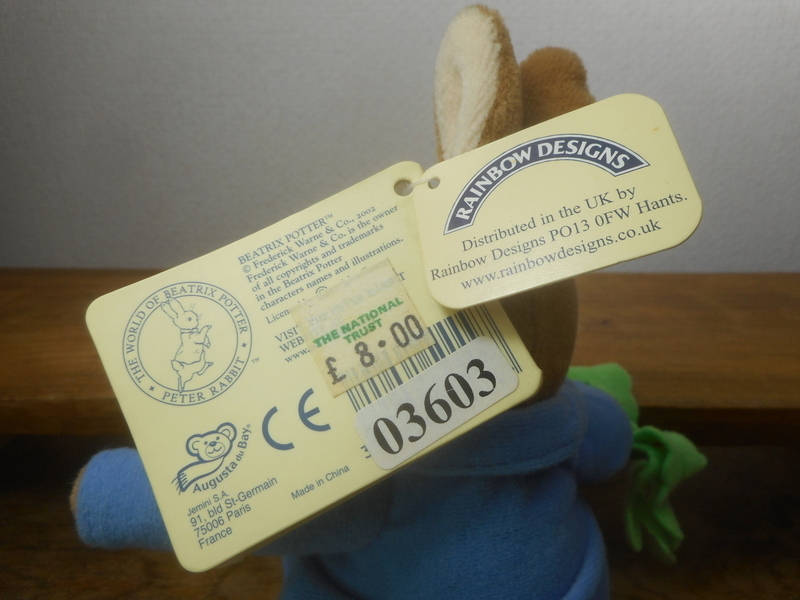 BEATRIX POTTER™
© Frederick Warne & Co., 2002
Frederick Warne & Co. is the owner
of all copyrights and trademarks
in the Beatrix Potter
characters names and illustrations.
THE WORLD OF BEATRIX POTTER
PETER RABBIT ™
WEB
www.
THE NATIONAL
TRUST
£ 8.00
03603
CE
Augusta du Bay®
Jemini S.A.
91, bld St-Germain
75006 Paris
France
Made in China
RAINBOW DESIGNS
Distributed in the UK by
Rainbow Designs PO13 0FW Hants.
www.rainbowdesigns.co.uk